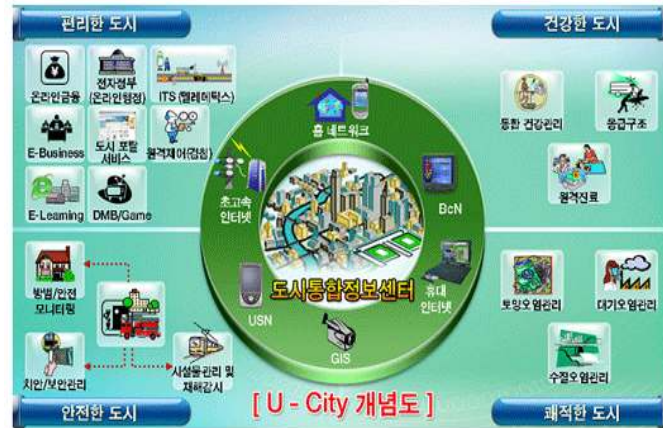 편리한 도시
건강한 도시
온라인금융
전자정부
(온라인행정)
ITS (텔레매틱스)
E-Business
도시 포탈
서비스
원격제어(검침)
E-Learning
DMB/Game
통합 건강관리
응급구조
원격진료
홈 네트워크
초고속
인터넷
BcN
휴대
인터넷
USN
GIS
도시통합정보센터
방범/안전
모니터링
치안/보안관리
시설물관리 및
재해감시
토양오염관리
대기오염관리
수질오염관리
[ U - City 개념도 ]
안전한 도시
쾌적한 도시